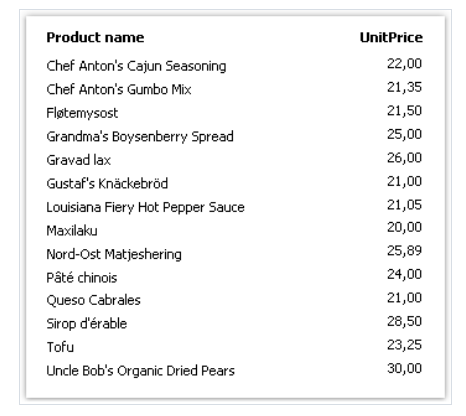 Product name UnitPrice
Chef Anton's Cajun Seasoning 22,00
Chef Anton's Gumbo Mix 21,35
Fløtemysost 21,50
Grandma's Boysenberry Spread 25,00
Gravad lax 26,00
Gustaf's Knäckebröd 21,00
Louisiana Fiery Hot Pepper Sauce 21,05
Maxilaku 20,00
Nord-Ost Matjeshering 25,89
Pâté chinois 24,00
Queso Cabrales 21,00
Sirop d'érable 28,50
Tofu 23,25
Uncle Bob's Organic Dried Pears 30,00